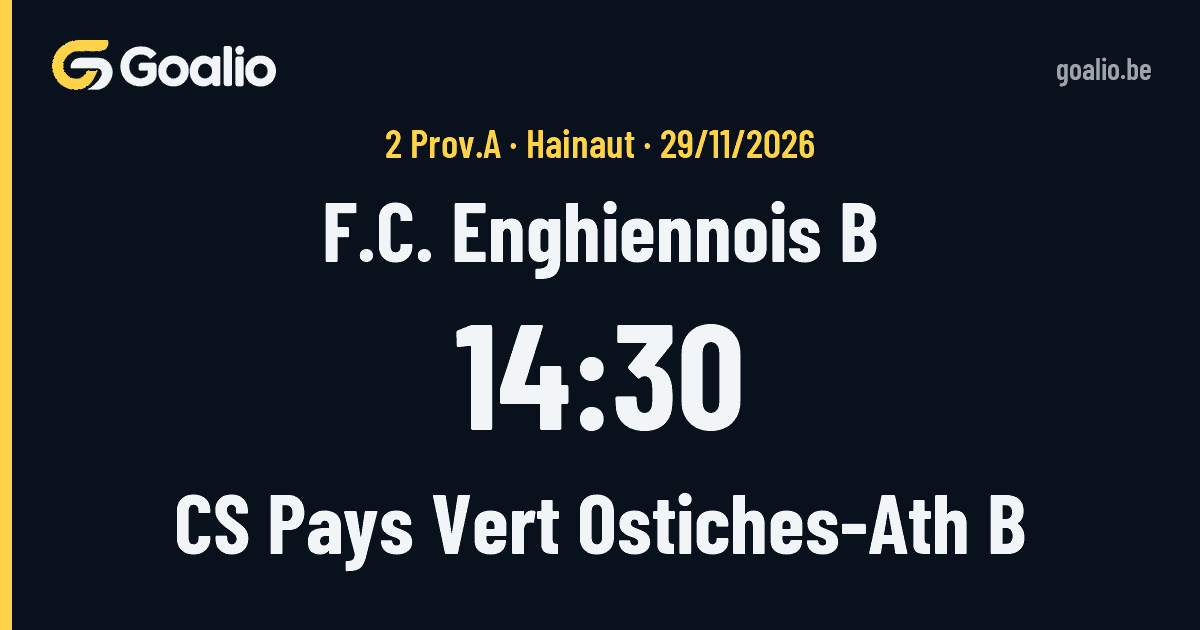 Goalio
goalio.be
2 Prov.A · Hainaut · 29/11/2026
F.C. Enghiennois B
14:30
CS Pays Vert Ostiches-Ath B